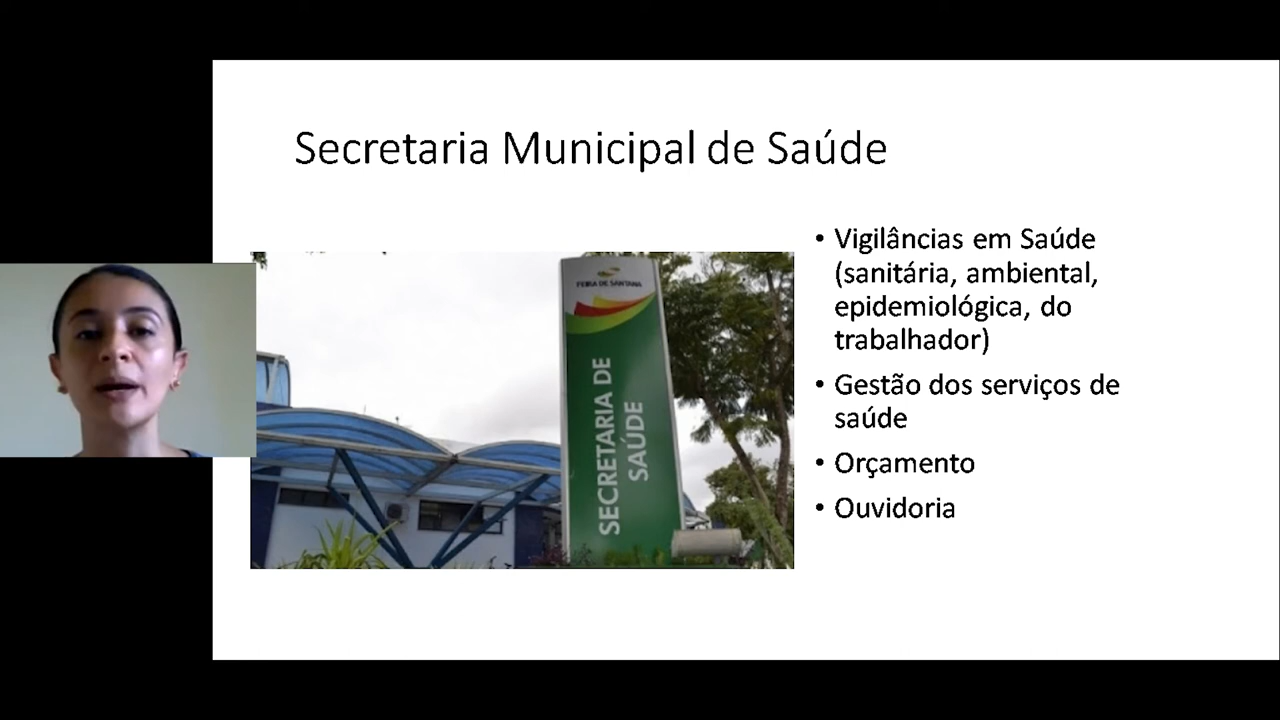 Secretaria Municipal de Saúde
• Vigilâncias em Saúde
(sanitária, ambiental,
epidemiológica, do
trabalhador)
• Gestão dos serviços de
saúde
• Orçamento
• Ouvidoria
FEIRA DE SANTANA
SECRETARIA DE
SAÚDE